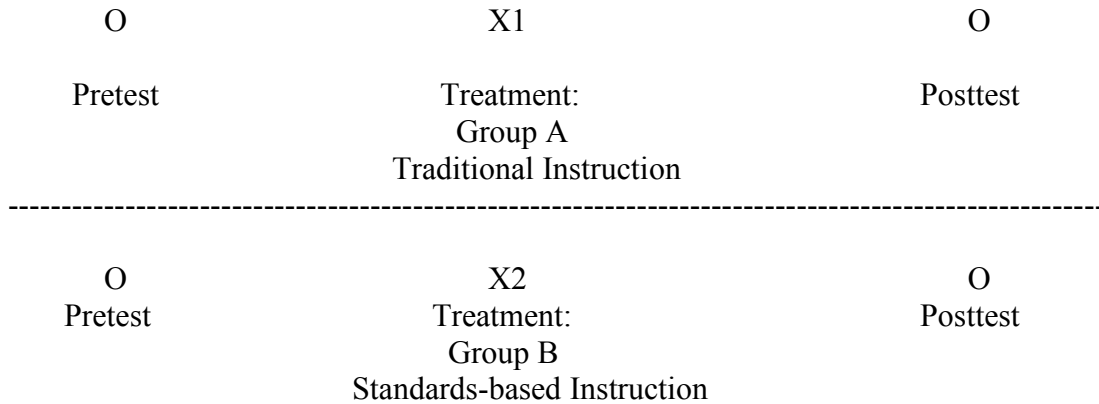 O X1 O
Pretest Treatment: Posttest
Group A
Traditional Instruction
--------------------------------------------------------------------------------------------------------
O X2 O
Pretest Treatment: Posttest
Group B
Standards-based Instruction